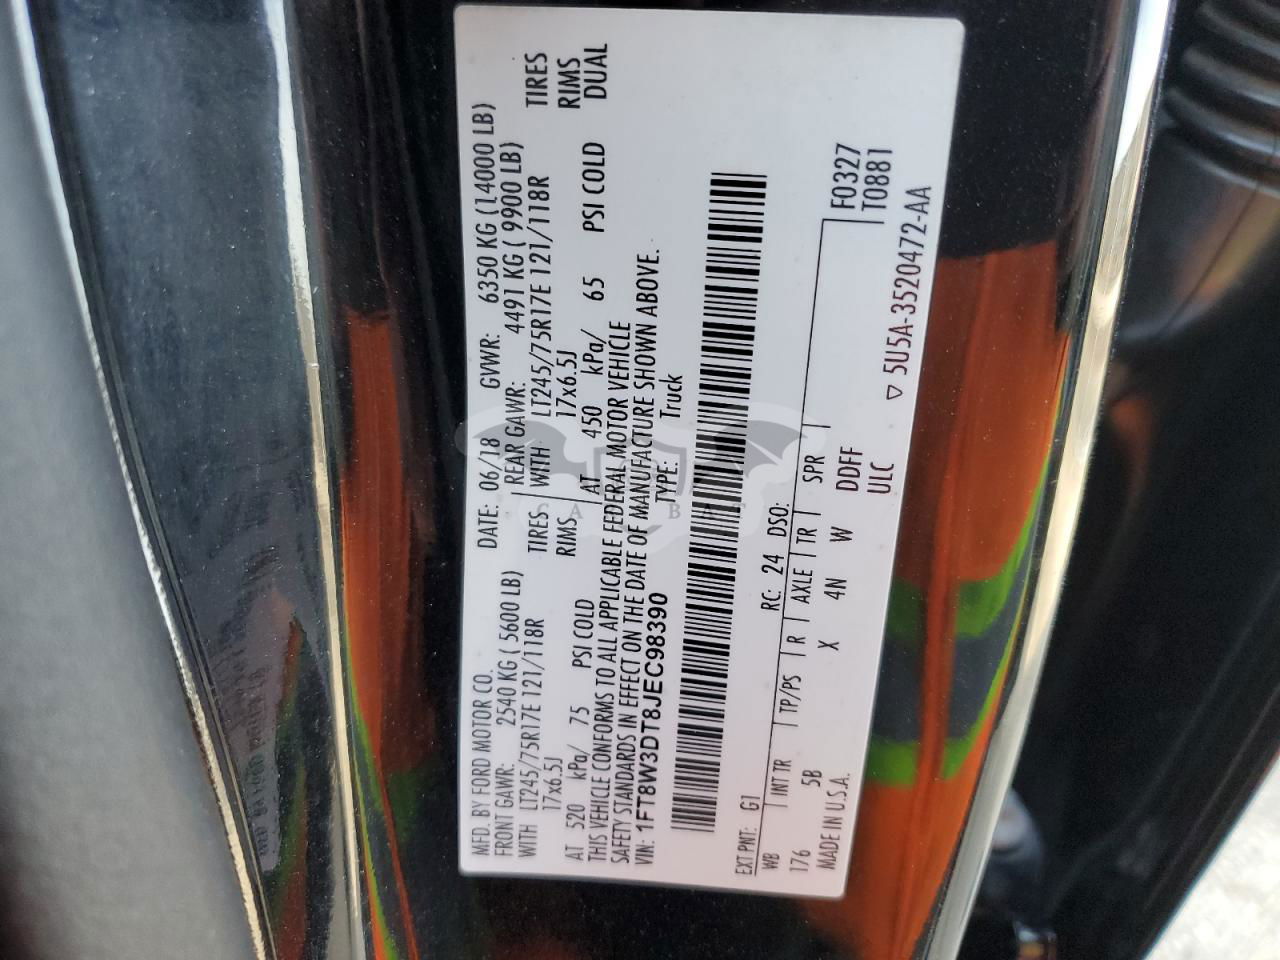 MFD. BY FORD MOTOR CO.
DATE: 06/18 GVWR: 6350 KG (14000 LB)
FRONT GAWR: 2540 KG ( 5600 LB) REAR GAWR: 4491 KG ( 9900 LB)
WITH LT245/75R17E 121/118R TIRES WITH LT245/75R17E 121/118R TIRES
17x6.5J RIMS 17x6.5J RIMS
AT 520 kPa/ 75 PSI COLD AT 450 kPa/ 65 PSI COLD DUAL
THIS VEHICLE CONFORMS TO ALL APPLICABLE FEDERAL MOTOR VEHICLE
SAFETY STANDARDS IN EFFECT ON THE DATE OF MANUFACTURE SHOWN ABOVE.
VIN: 1FT8W3DT8JEC98390 TYPE: Truck
EXT PNT: G1 RC: 24 DSO:
WB INT TR TP/PS R AXLE TR SPR F0327
176 5B X 4N W DDFF T0881
MADE IN U.S.A. ULC
▽ 5U5A-3520472-AA